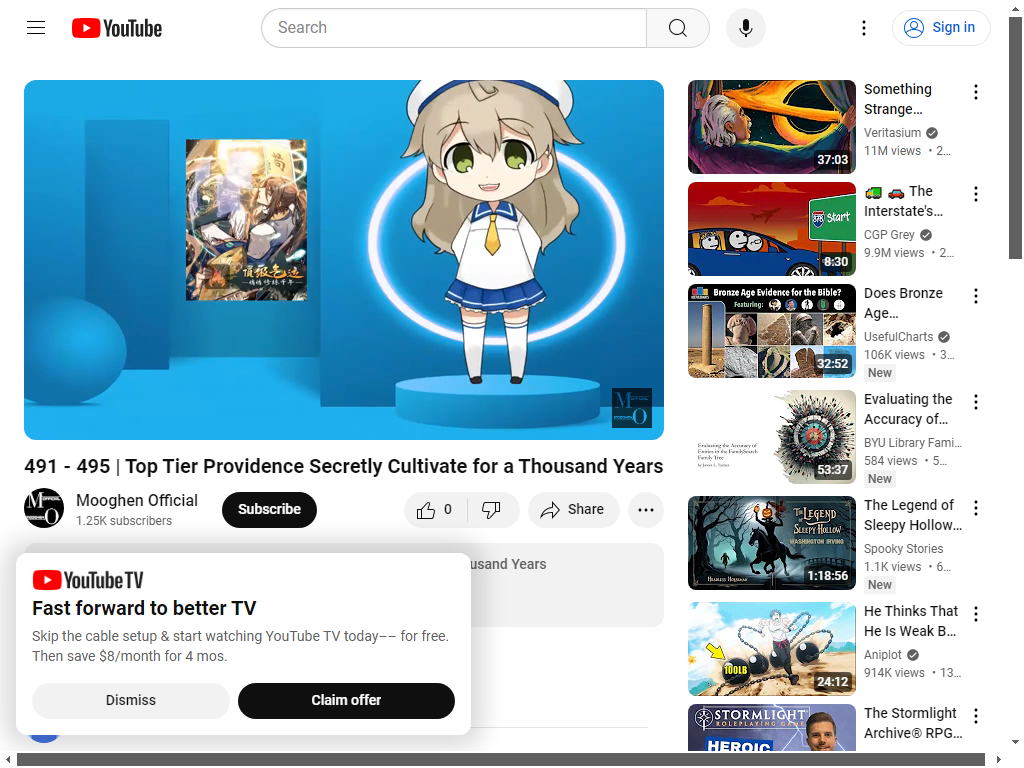 YouTube
Search
Sign in
491 - 495 | Top Tier Providence Secretly Cultivate for a Thousand Years
Mooghen Official
1.25K subscribers
Subscribe
0
Share
usand Years
YouTube TV
Fast forward to better TV
Skip the cable setup & start watching YouTube TV today–– for free.
Then save $8/month for 4 mos.
Dismiss
Claim offer
37:03
Something
Strange…
Veritasium
11M views • 2…
Start
8:30
🚚 🚗 The
Interstate's…
CGP Grey
9.9M views • 2…
Bronze Age Evidence for the Bible?
Featuring:
32:52
Does Bronze
Age…
UsefulCharts
106K views • 3…
New
Evaluating the Accuracy of
Entries in the FamilySearch
Family Tree
53:37
Evaluating the
Accuracy of…
BYU Library Fami…
584 views • 5…
New
THE LEGEND
OF
SLEEPY HOLLOW
WASHINGTON IRVING
HEADLESS HORSEMAN
1:18:56
The Legend of
Sleepy Hollow…
Spooky Stories
1.1K views • 6…
New
100LB
24:12
He Thinks That
He Is Weak B…
Aniplot
914K views • 13…
STORMLIGHT
ROLEPLAYING GAME
HEROIC
The Stormlight
Archive® RPG…